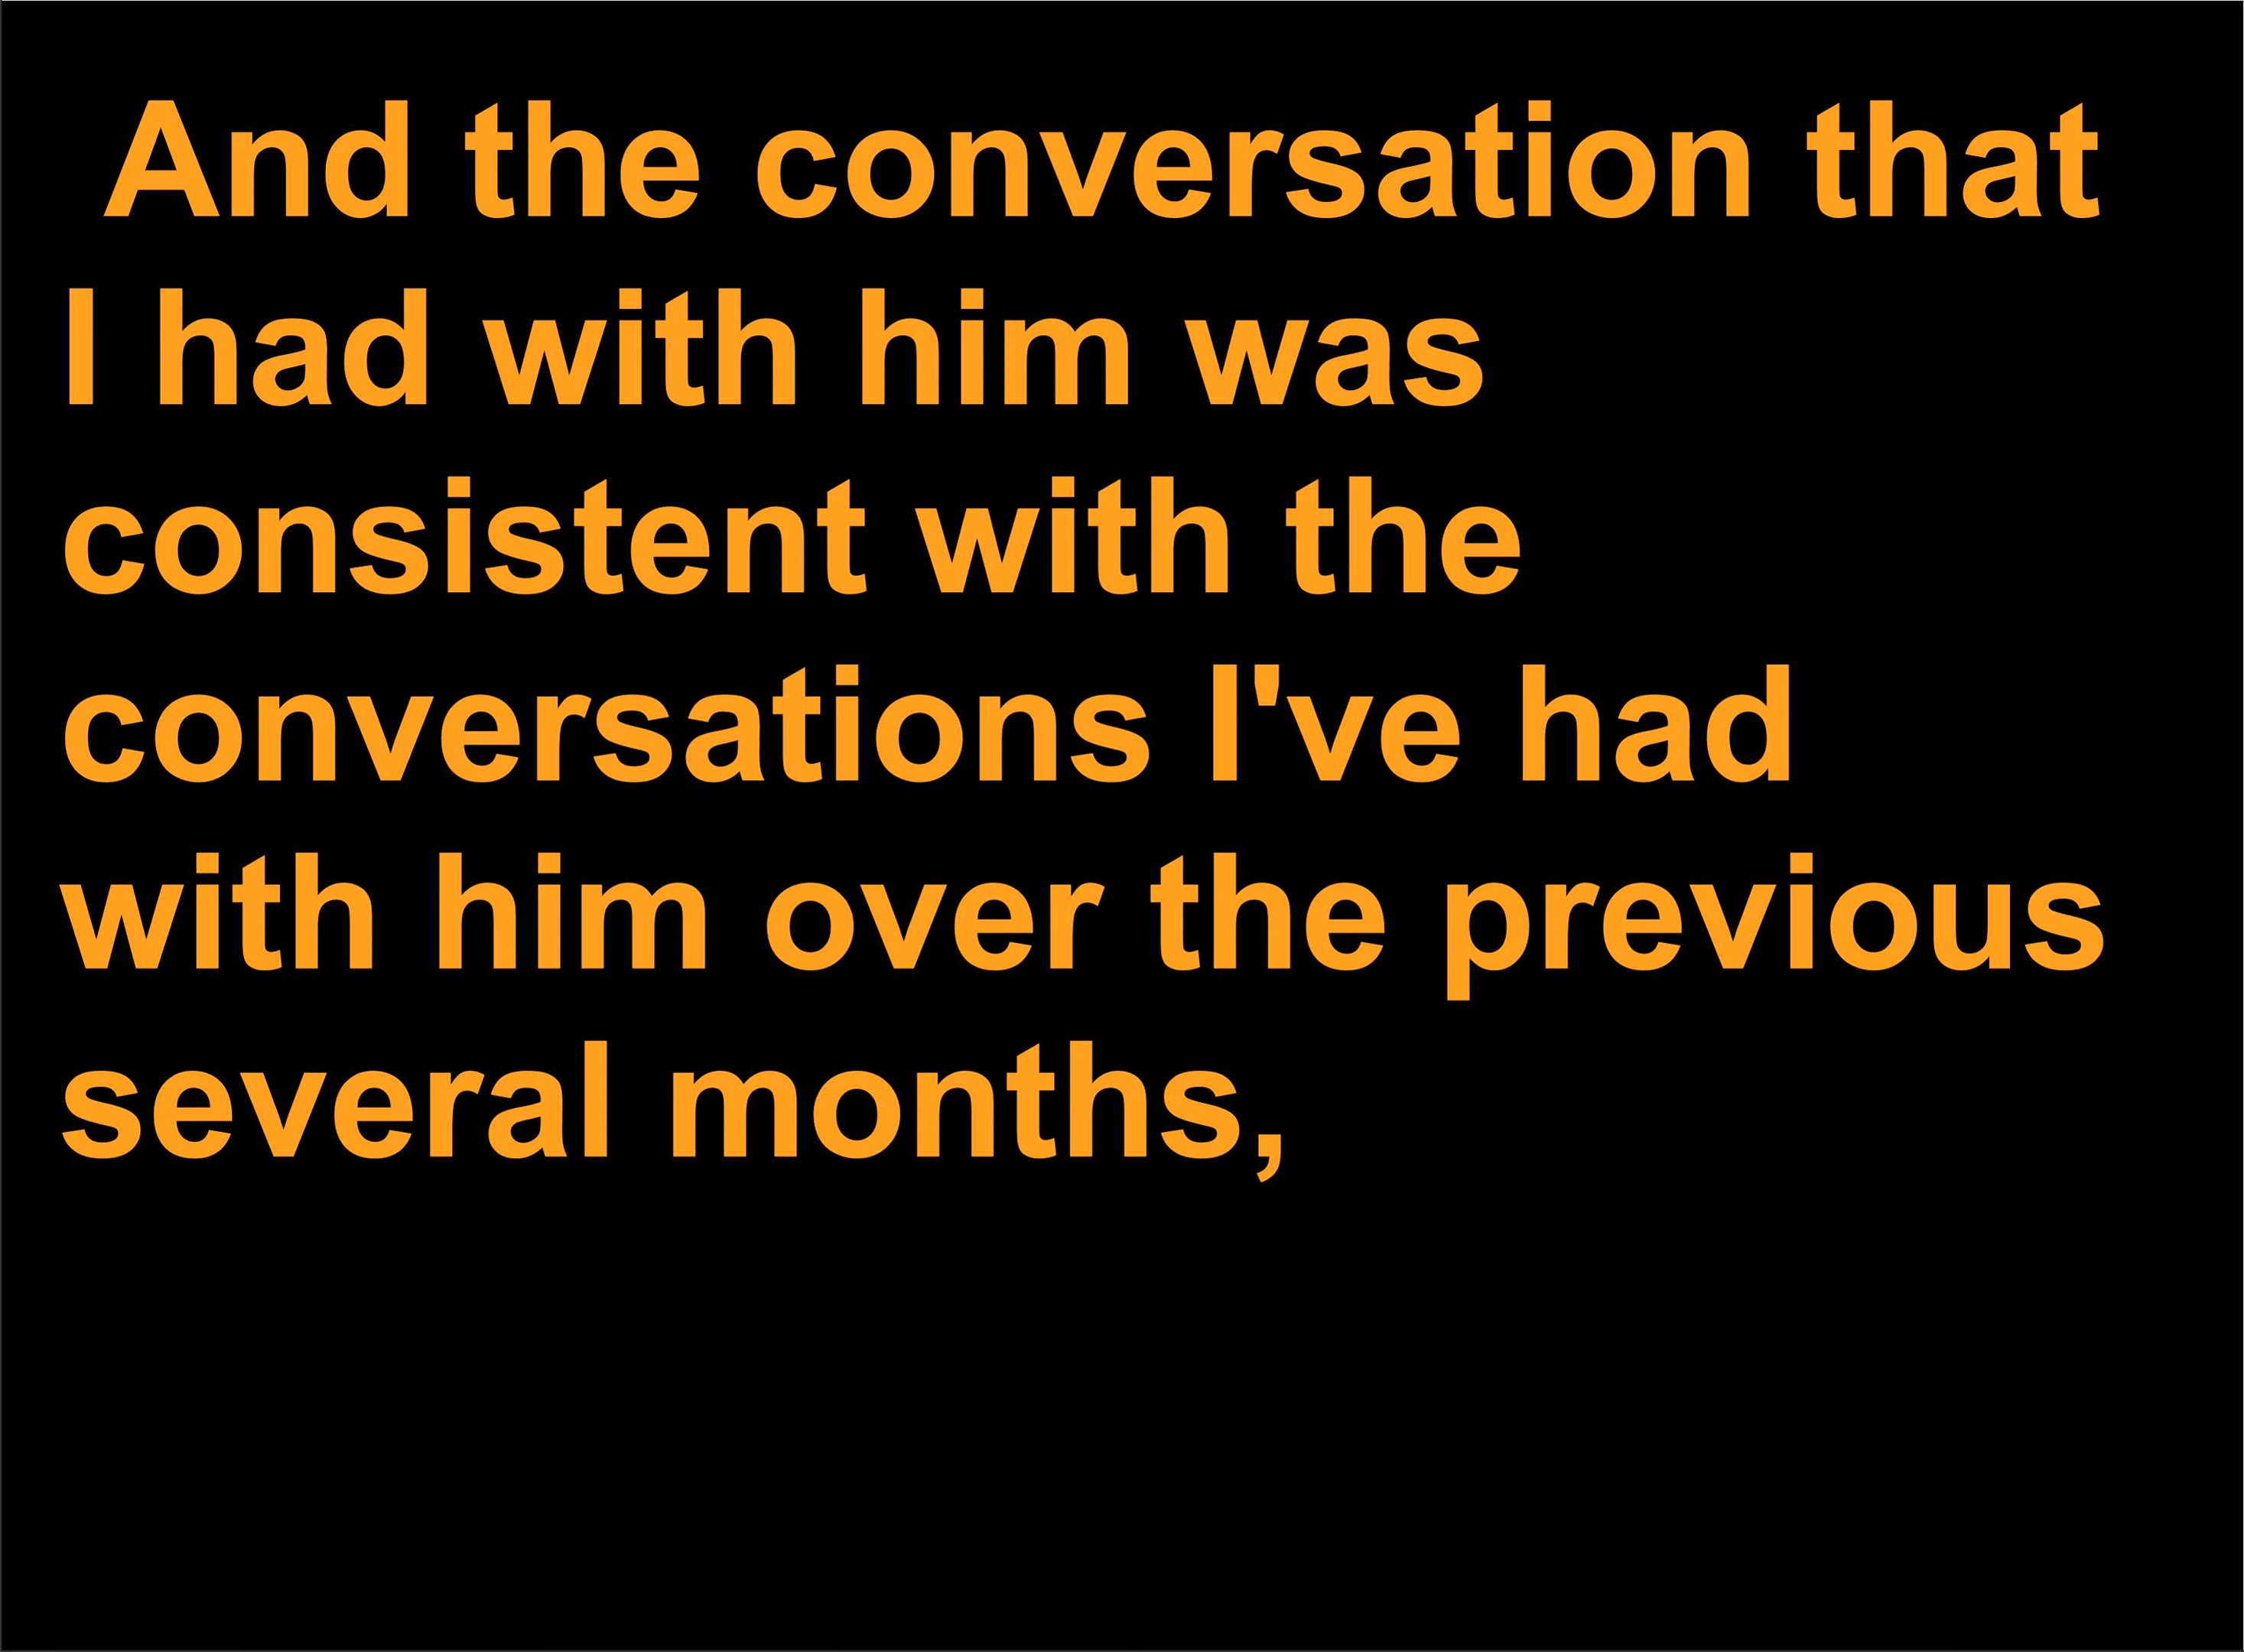 And the conversation that
I had with him was
consistent with the
conversations I've had
with him over the previous
several months,